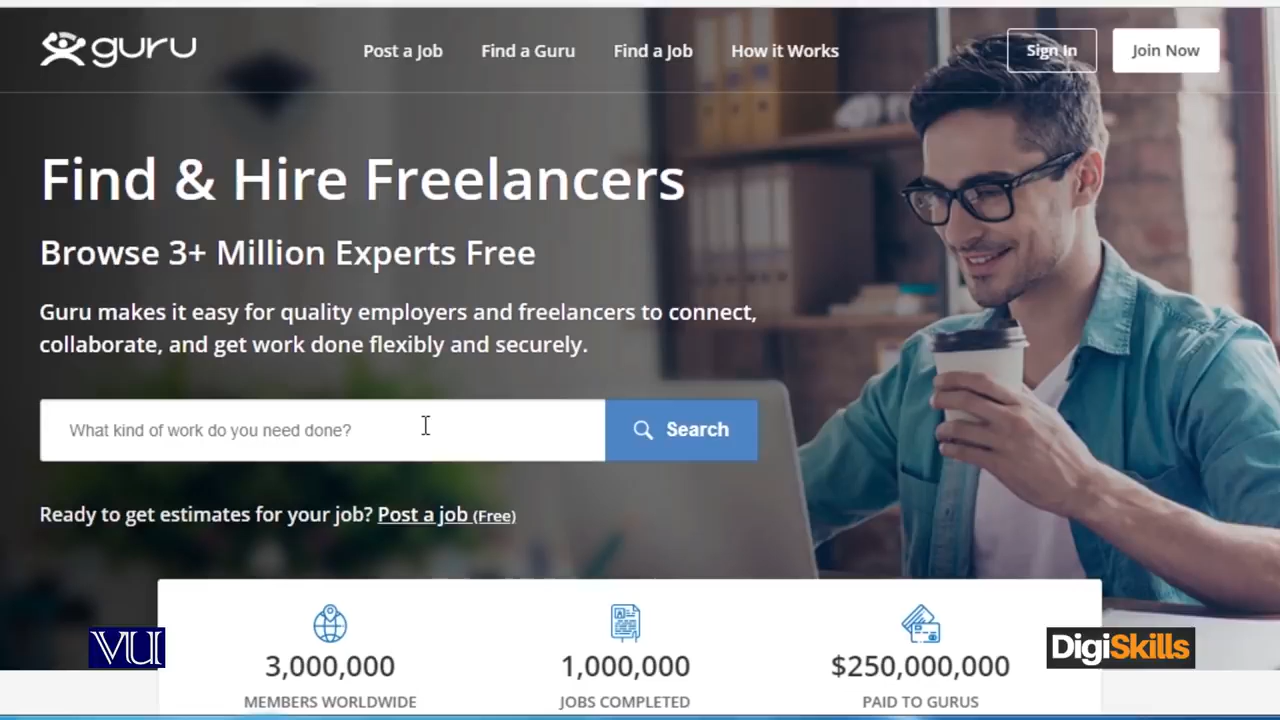 guru
Post a Job
Find a Guru
Find a Job
How it Works
Sign In
Join Now
Find & Hire Freelancers
Browse 3+ Million Experts Free
Guru makes it easy for quality employers and freelancers to connect,
collaborate, and get work done flexibly and securely.
What kind of work do you need done?
Search
Ready to get estimates for your job? Post a job (Free)
3,000,000
MEMBERS WORLDWIDE
1,000,000
JOBS COMPLETED
$250,000,000
PAID TO GURUS
VU
DigiSkills